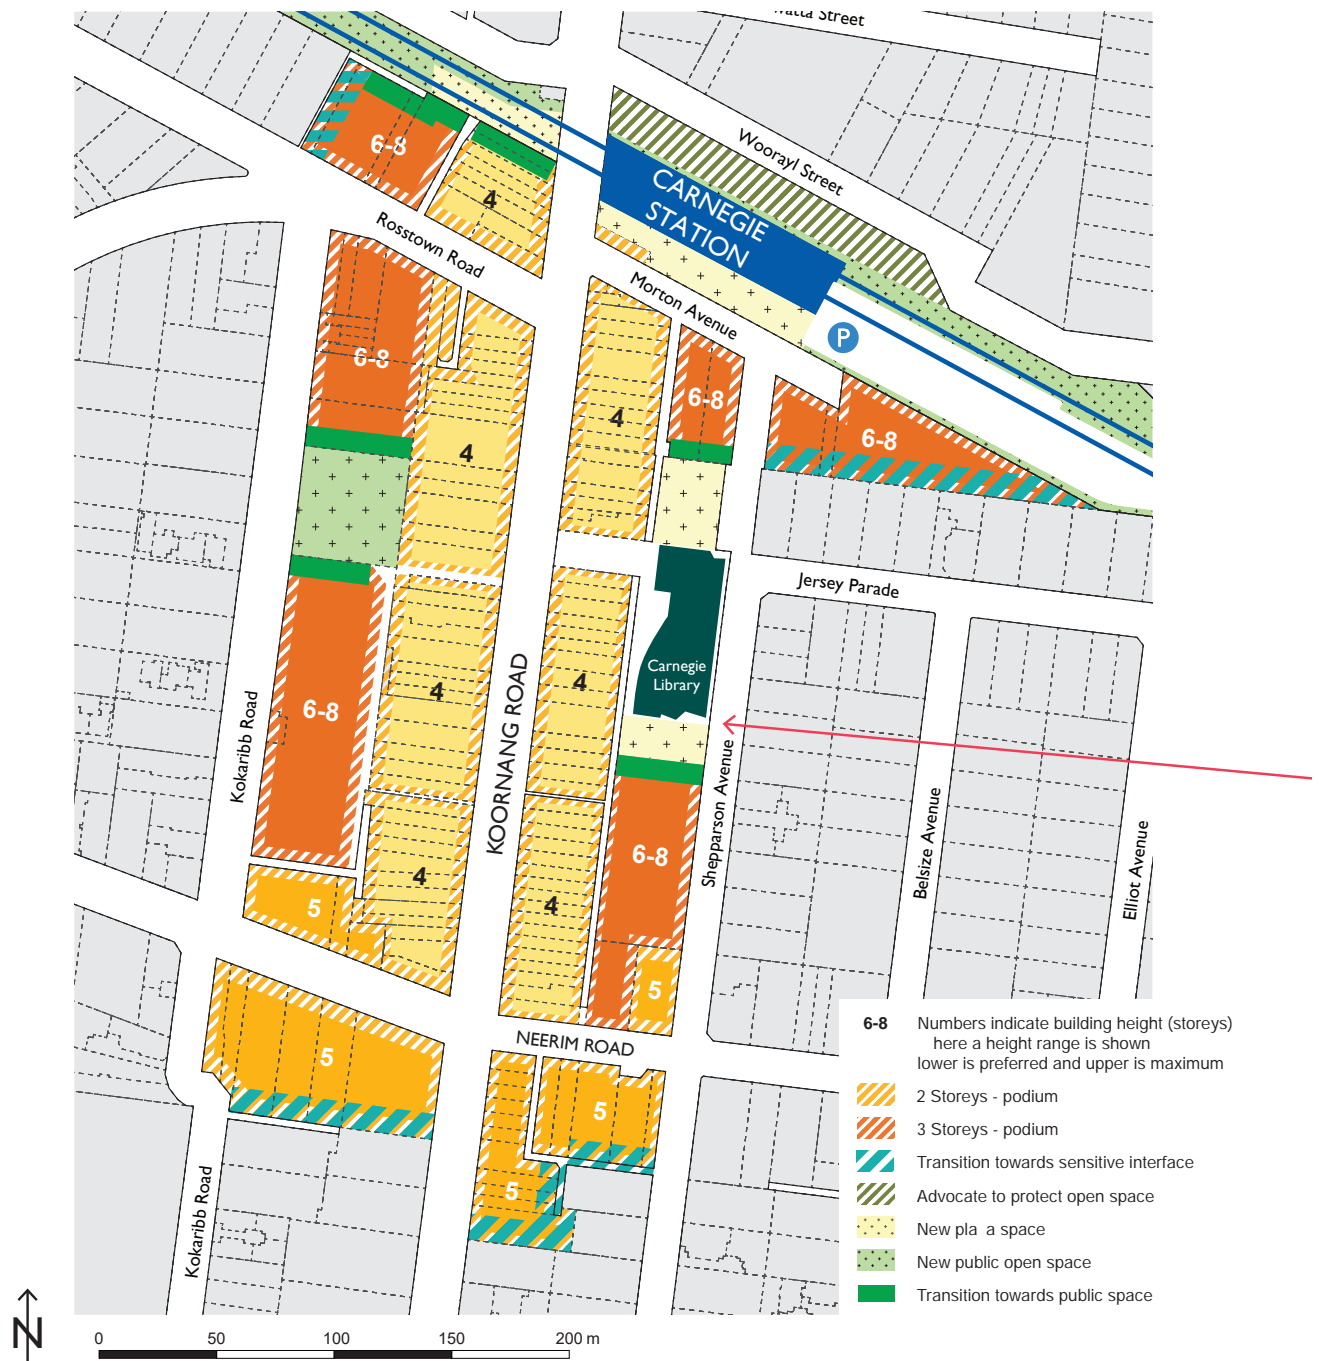 Street
Woorayl Street
CARNEGIE
STATION
6-8
4
Rosstown Road
Morton Avenue
P
6-8
6-8
6-8
4
4
Jersey Parade
Carnegie
Library
KOORNANG ROAD
4
4
6-8
Kokaribb Road
Shepparson Avenue
Belsize Avenue
Elliot Avenue
6-8
4
4
5
5
NEERIM ROAD
5
5
5
Kokaribb Road
6-8 Numbers indicate building height (storeys)
here a height range is shown
lower is preferred and upper is maximum
2 Storeys - podium
3 Storeys - podium
Transition towards sensitive interface
Advocate to protect open space
New pla a space
New public open space
Transition towards public space
N
0 50 100 150 200 m